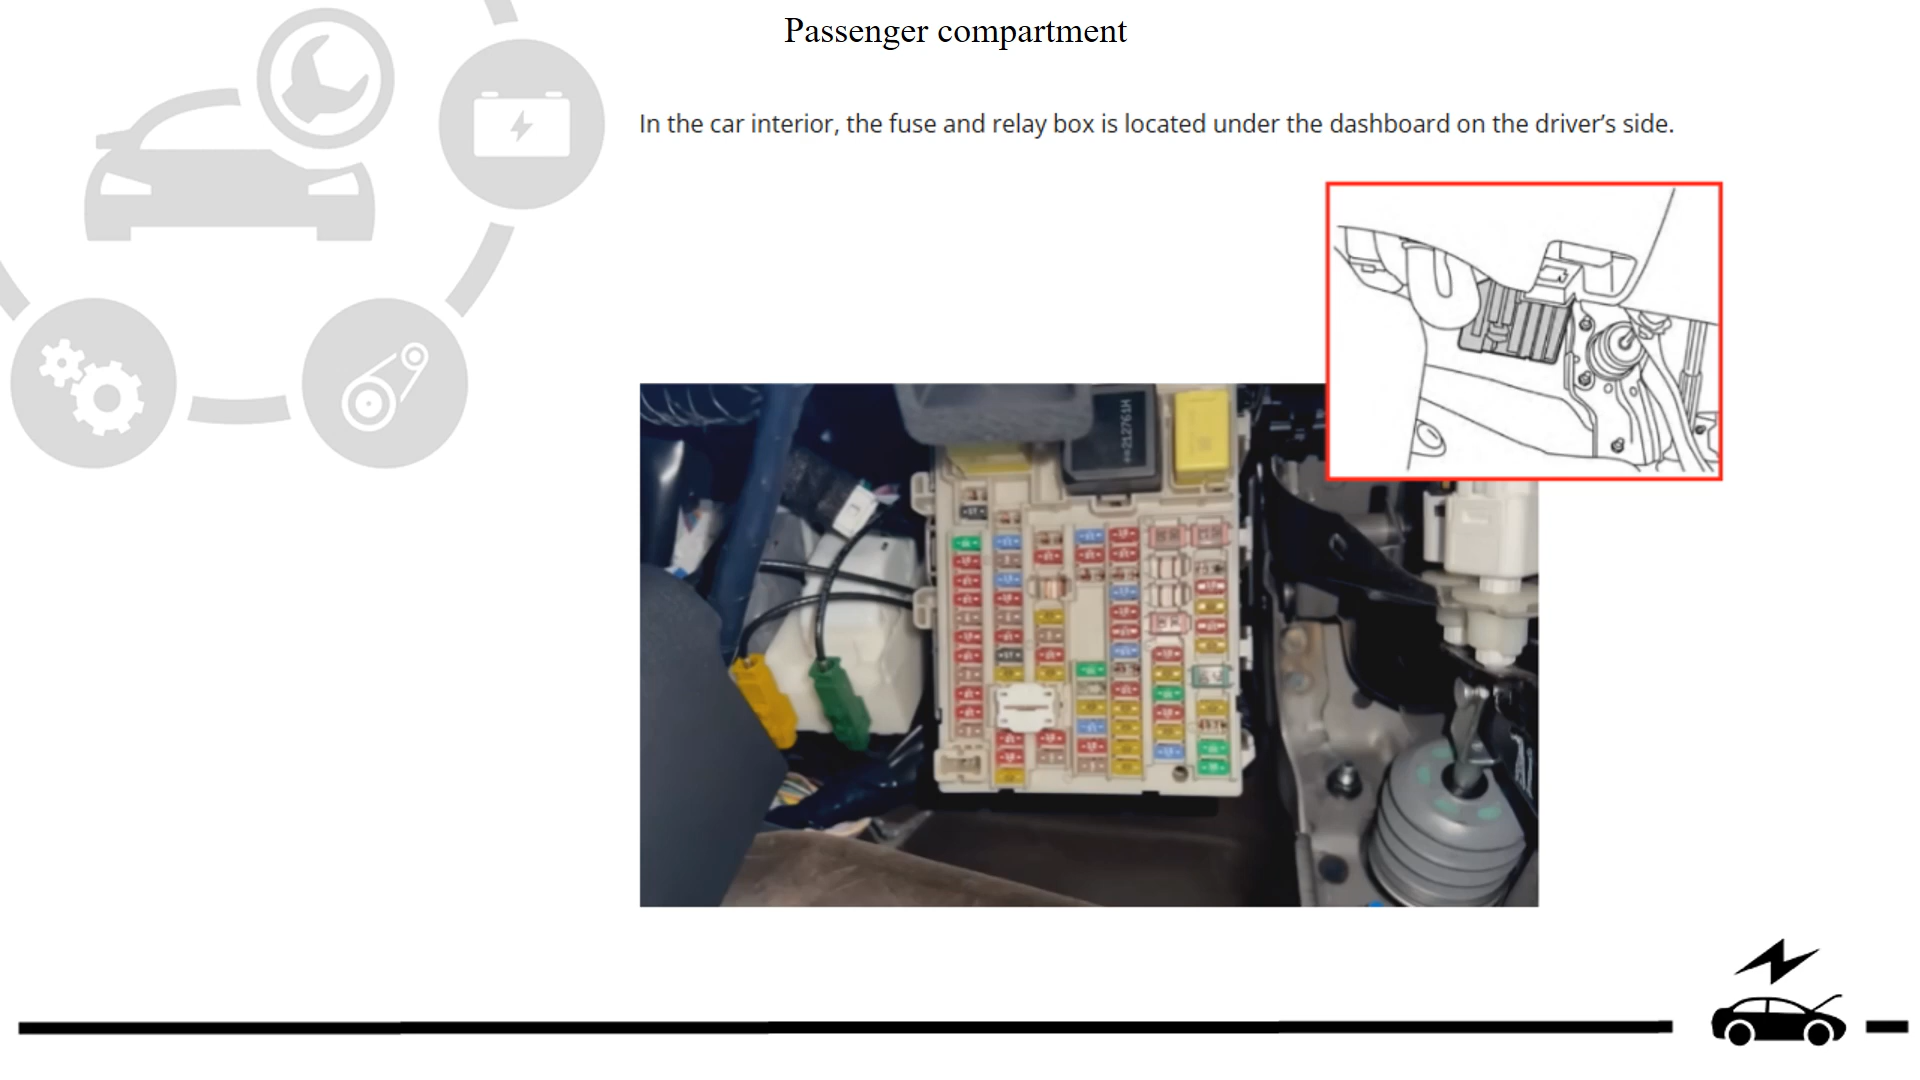 Passenger compartment
In the car interior, the fuse and relay box is located under the dashboard on the driver’s side.